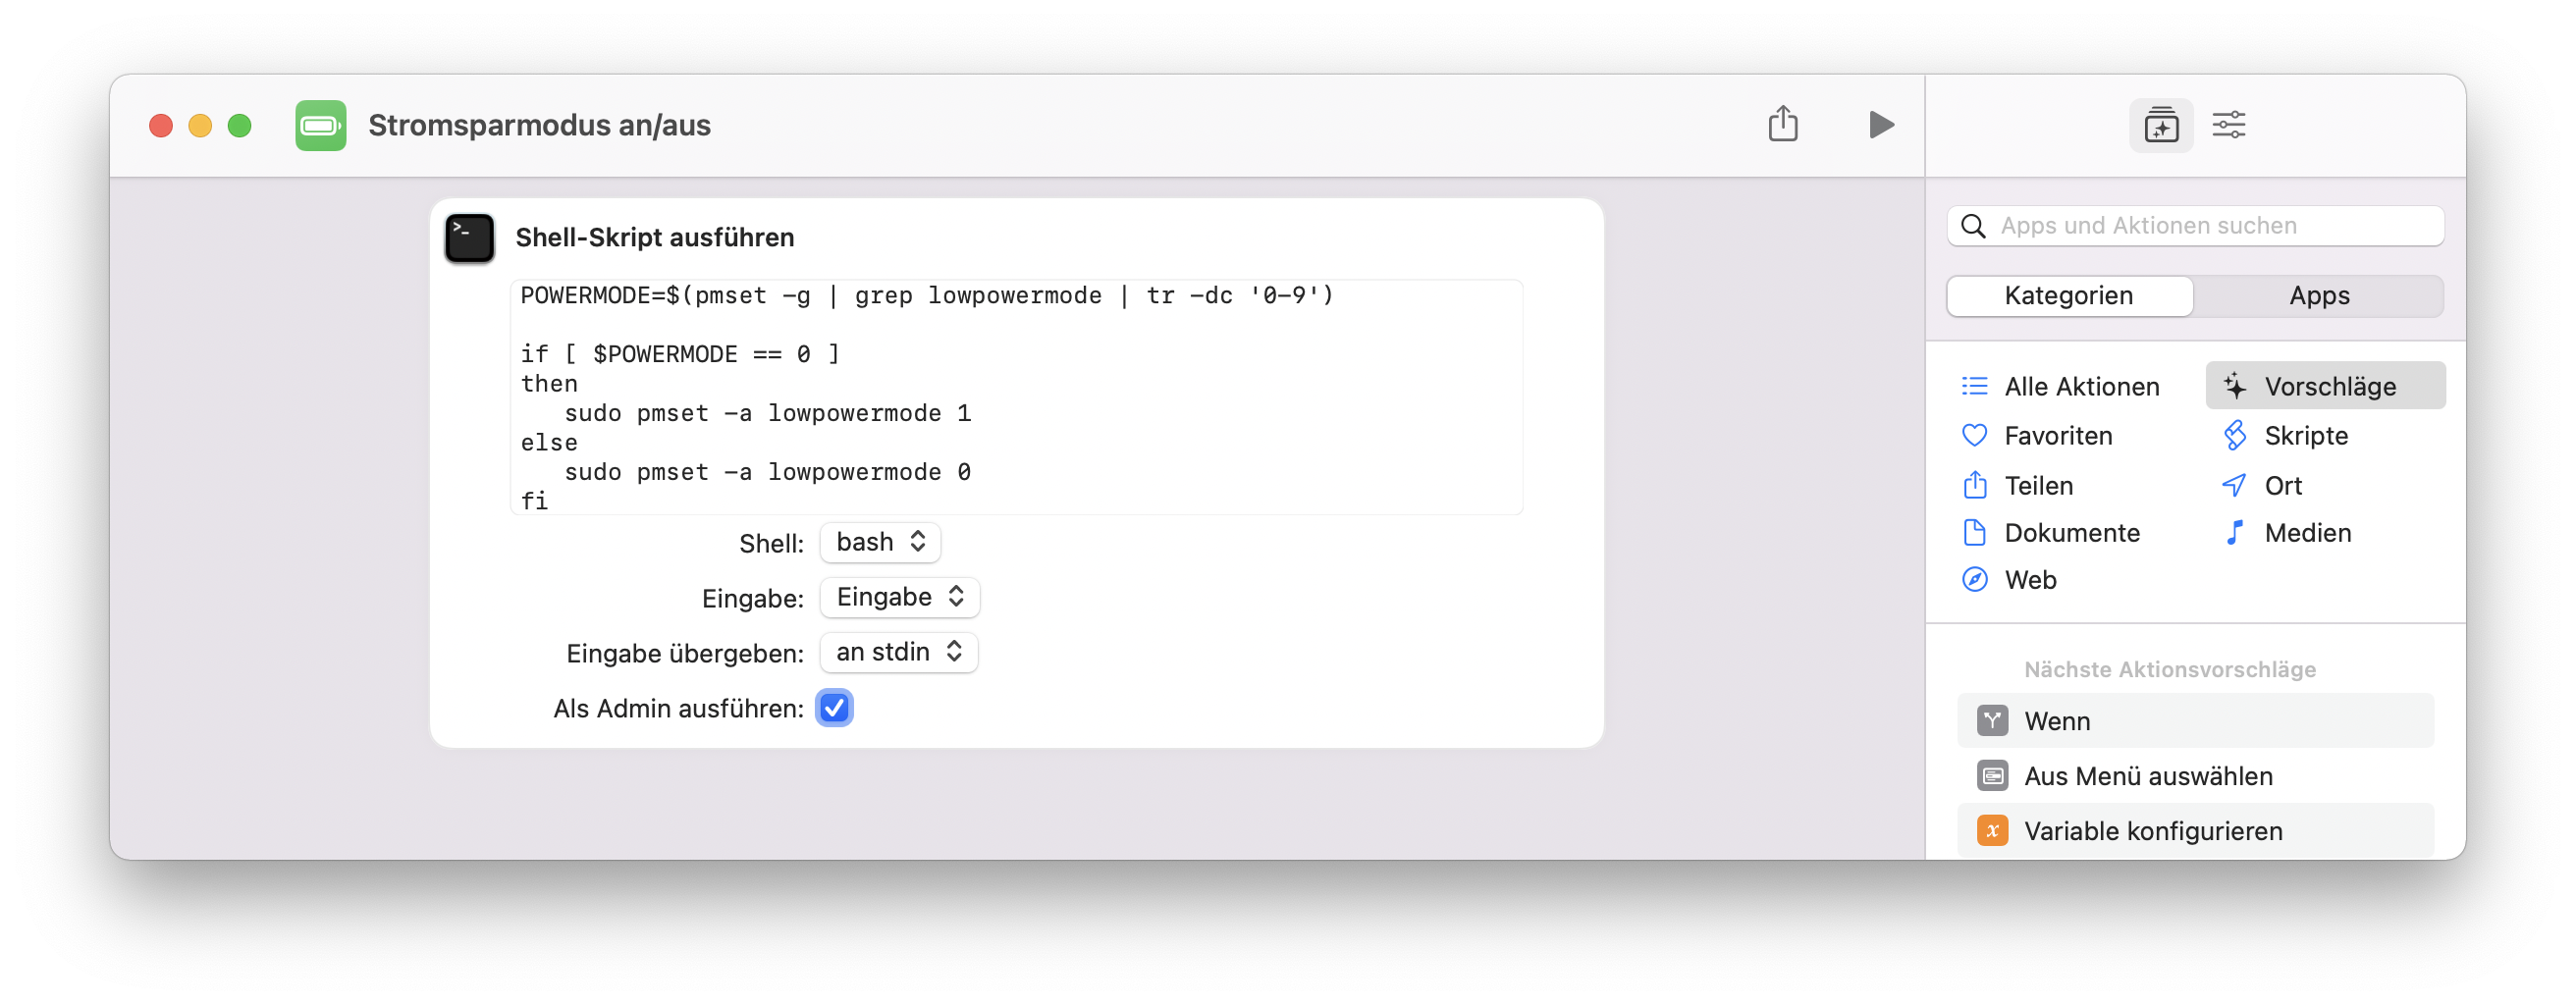 Stromsparmodus an/aus
>_
Shell-Skript ausführen
POWERMODE=$(pmset -g | grep lowpowermode | tr -dc '0-9')
if [ $POWERMODE == 0 ]
then
   sudo pmset -a lowpowermode 1
else
   sudo pmset -a lowpowermode 0
fi
Shell: bash
Eingabe: Eingabe
Eingabe übergeben: an stdin
Als Admin ausführen:
Apps und Aktionen suchen
Kategorien Apps
Alle Aktionen Vorschläge
Favoriten Skripte
Teilen Ort
Dokumente Medien
Web
Nächste Aktionsvorschläge
Wenn
Aus Menü auswählen
x Variable konfigurieren